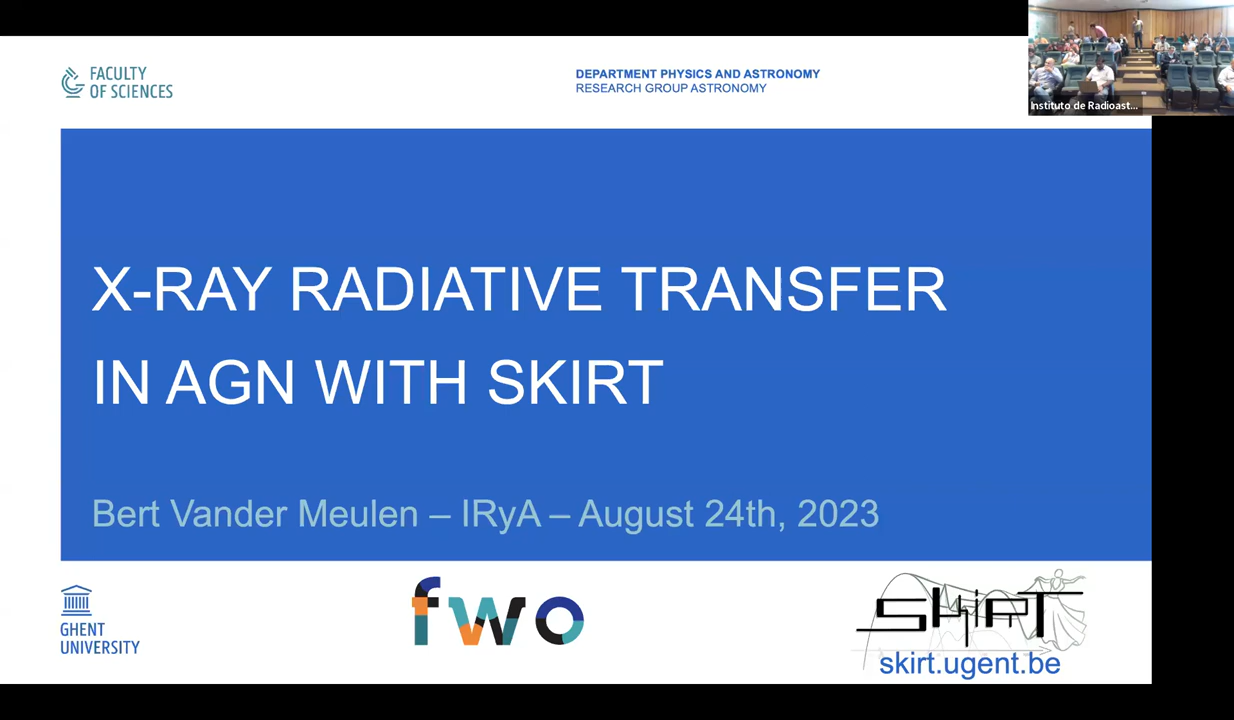 FACULTY
OF SCIENCES
DEPARTMENT PHYSICS AND ASTRONOMY
RESEARCH GROUP ASTRONOMY
Instituto de Radioast...
X-RAY RADIATIVE TRANSFER
IN AGN WITH SKIRT
Bert Vander Meulen – IRyA – August 24th, 2023
GHENT
UNIVERSITY
fwo
SKIRT
skirt.ugent.be